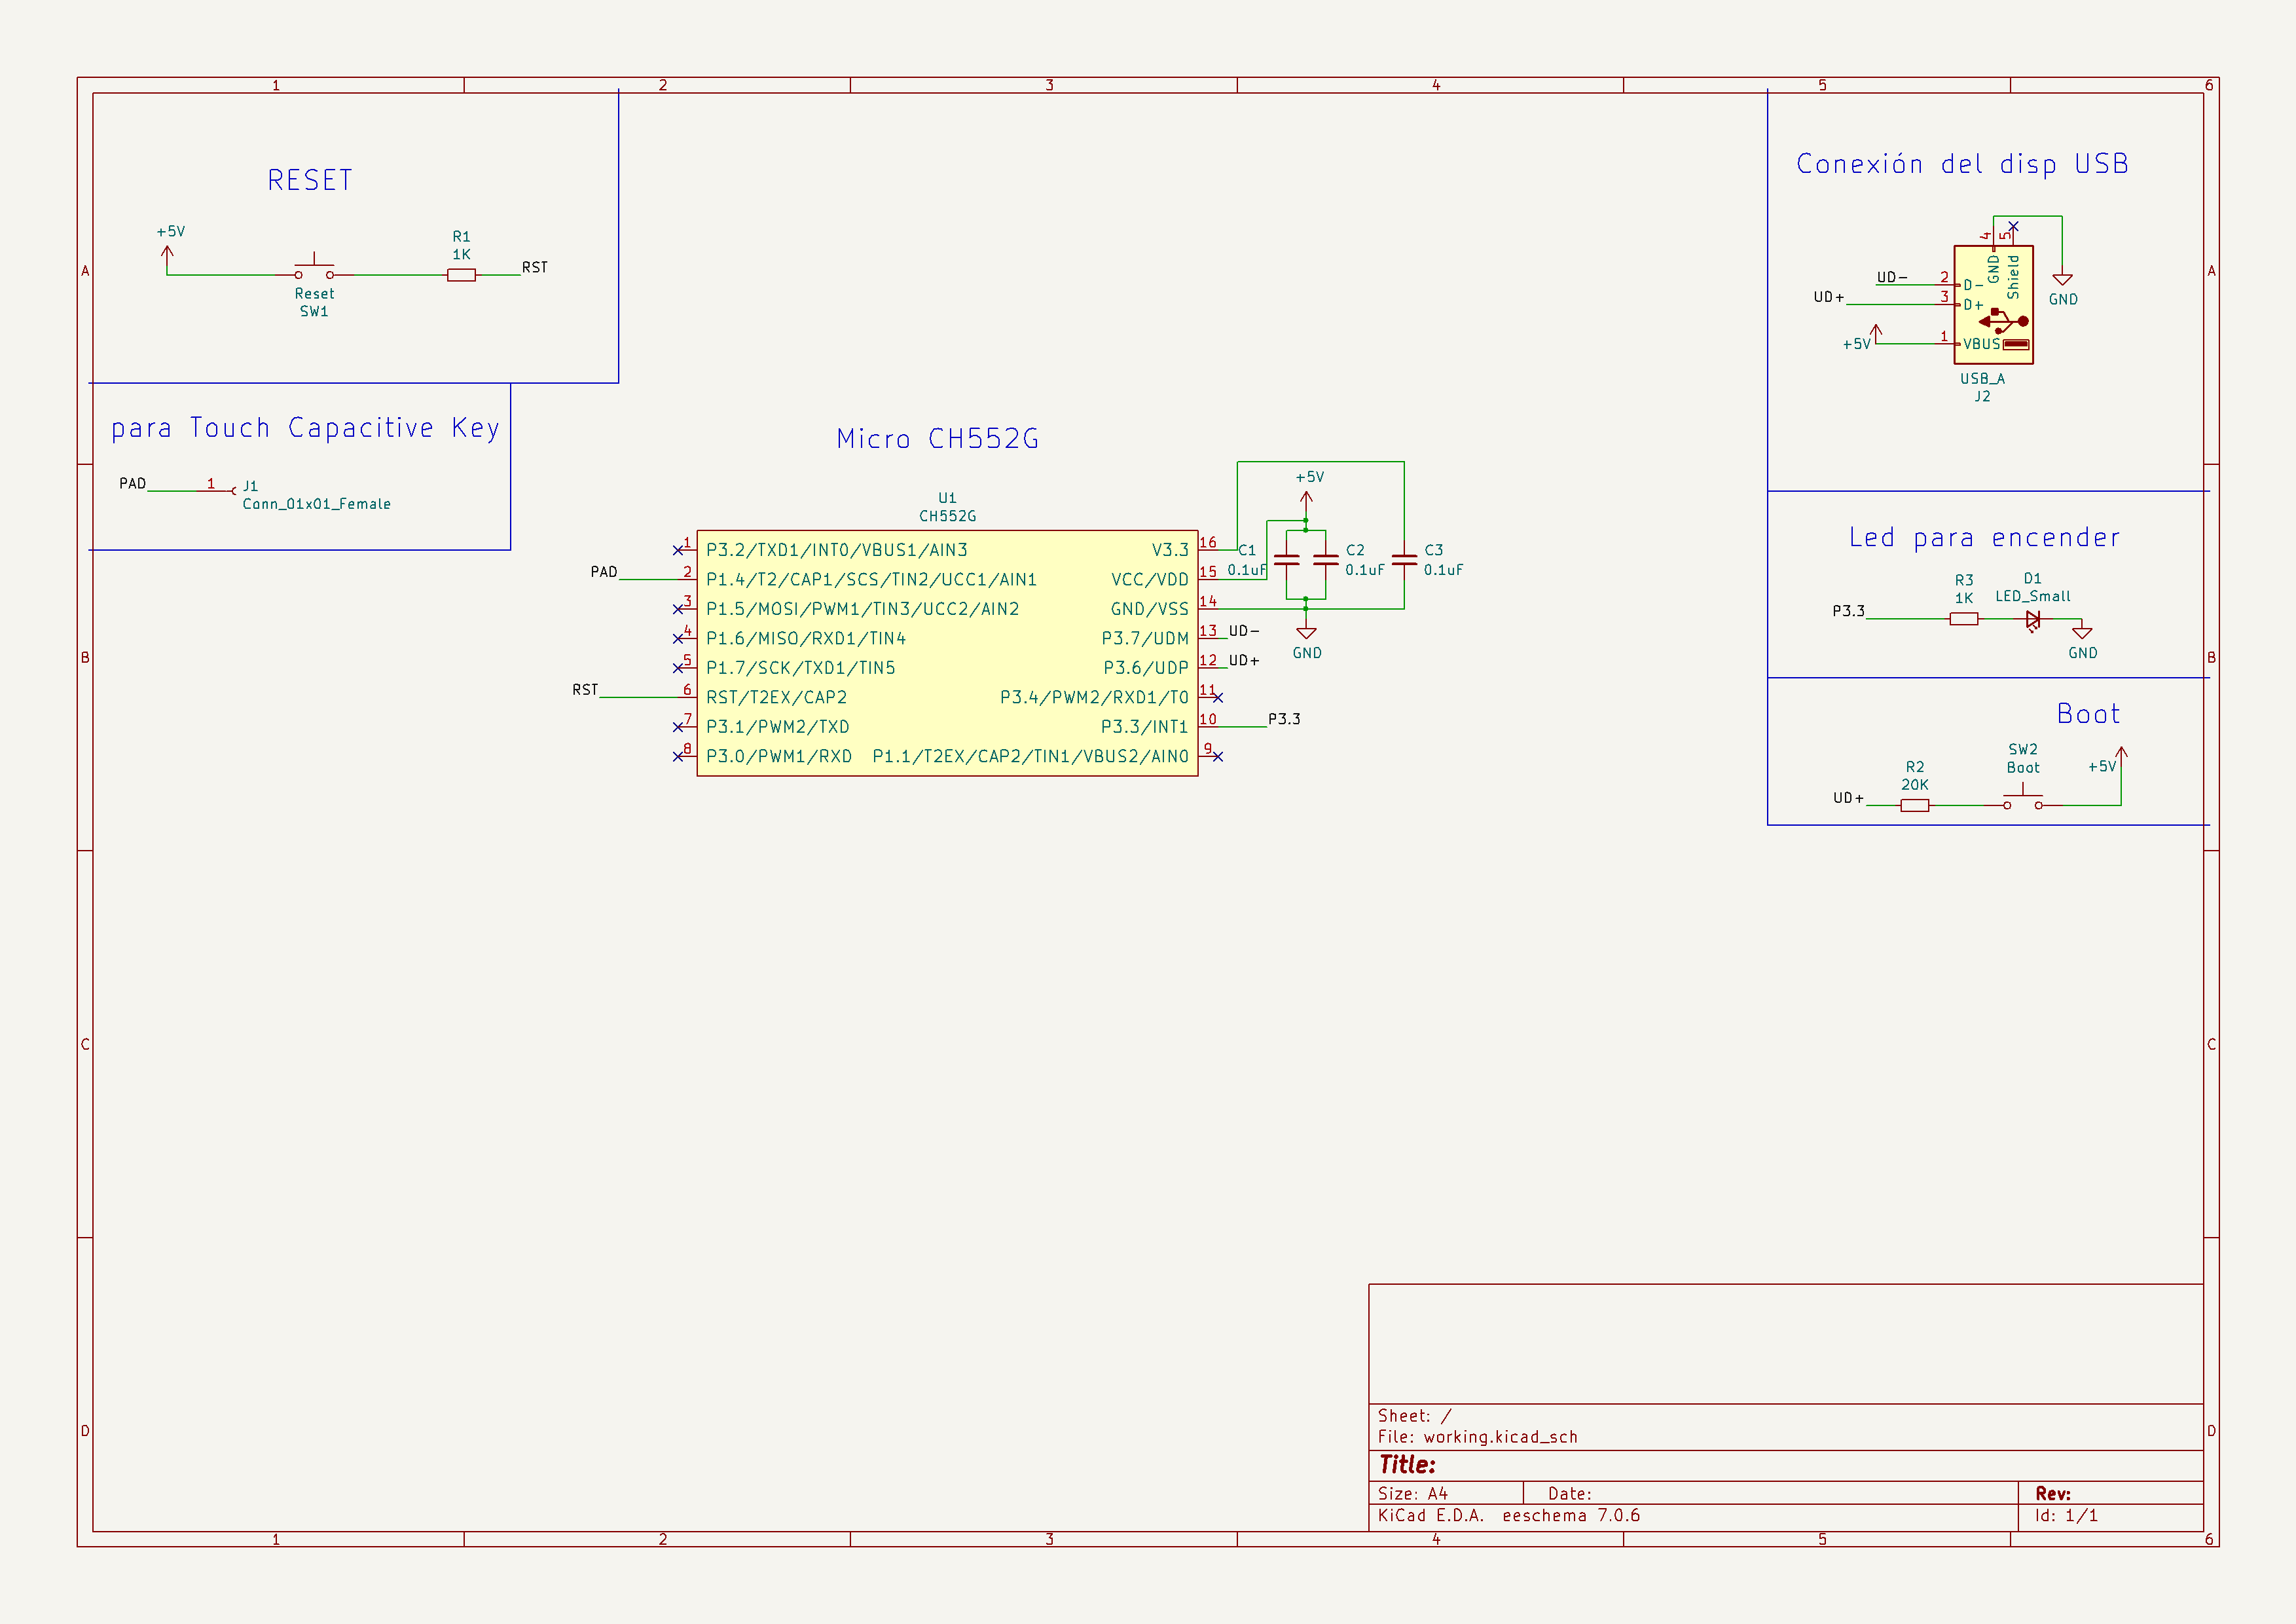 1 2 3 4 5 6
A
B
C
D
RESET
+5V
R1
1K
RST
Reset
SW1
para Touch Capacitive Key
PAD
1
J1
Conn_01x01_Female
Micro CH552G
U1
CH552G
1 P3.2/TXD1/INT0/VBUS1/AIN3
PAD 2 P1.4/T2/CAP1/SCS/TIN2/UCC1/AIN1
3 P1.5/MOSI/PWM1/TIN3/UCC2/AIN2
4 P1.6/MISO/RXD1/TIN4
5 P1.7/SCK/TXD1/TIN5
RST 6 RST/T2EX/CAP2
7 P3.1/PWM2/TXD
8 P3.0/PWM1/RXD
V3.3 16
VCC/VDD 15
GND/VSS 14
P3.7/UDM 13 UD-
P3.6/UDP 12 UD+
P3.4/PWM2/RXD1/T0 11
P3.3/INT1 10 P3.3
P1.1/T2EX/CAP2/TIN1/VBUS2/AIN0 9
+5V
C1
0.1uF
C2
0.1uF
C3
0.1uF
GND
Conexión del disp USB
4 5
GND
Shield
UD- 2 D-
UD+ 3 D+
+5V 1 VBUS
GND
USB_A
J2
Led para encender
P3.3
R3
1K
D1
LED_Small
GND
Boot
UD+
R2
20K
SW2
Boot
+5V
A
B
C
D
Sheet: /
File: working.kicad_sch
Title:
Size: A4 Date: Rev:
KiCad E.D.A. eeschema 7.0.6 Id: 1/1
1 2 3 4 5 6